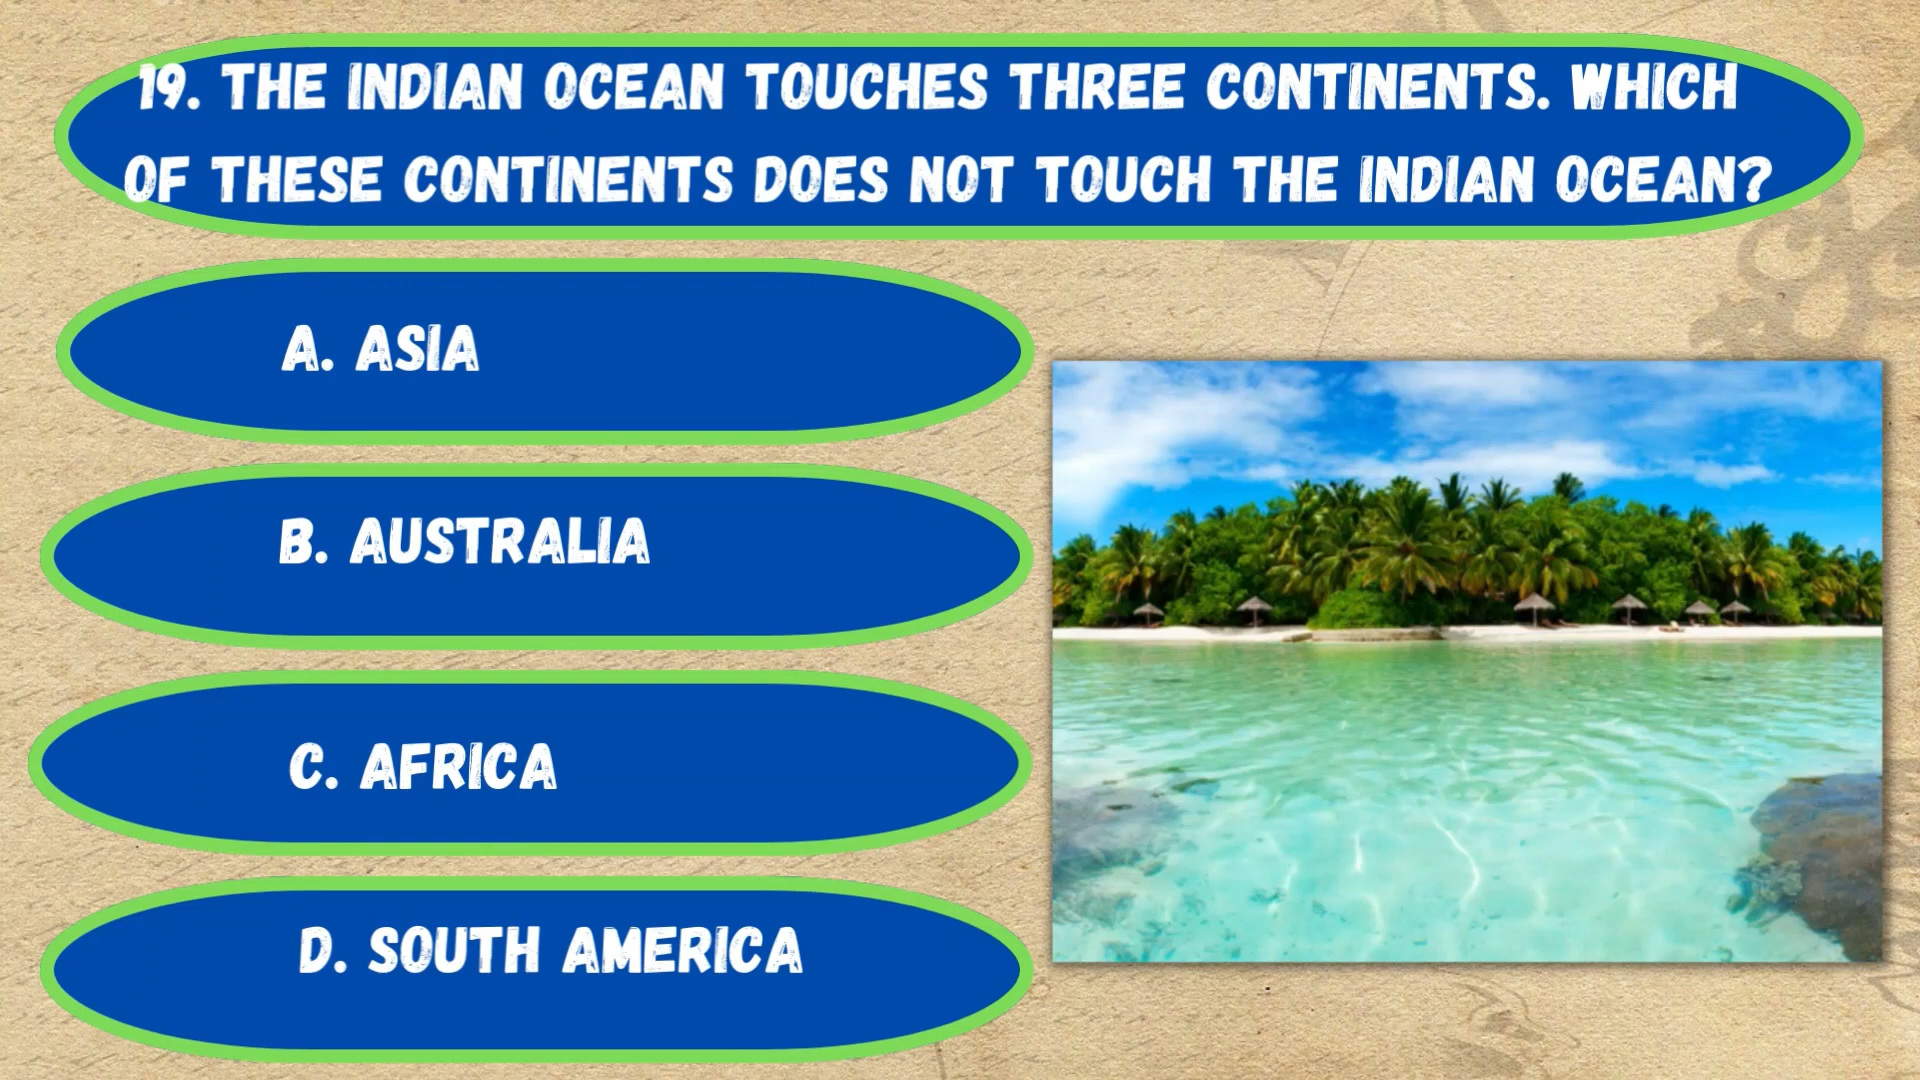 19. THE INDIAN OCEAN TOUCHES THREE CONTINENTS. WHICH
OF THESE CONTINENTS DOES NOT TOUCH THE INDIAN OCEAN?
A. ASIA
B. AUSTRALIA
C. AFRICA
D. SOUTH AMERICA